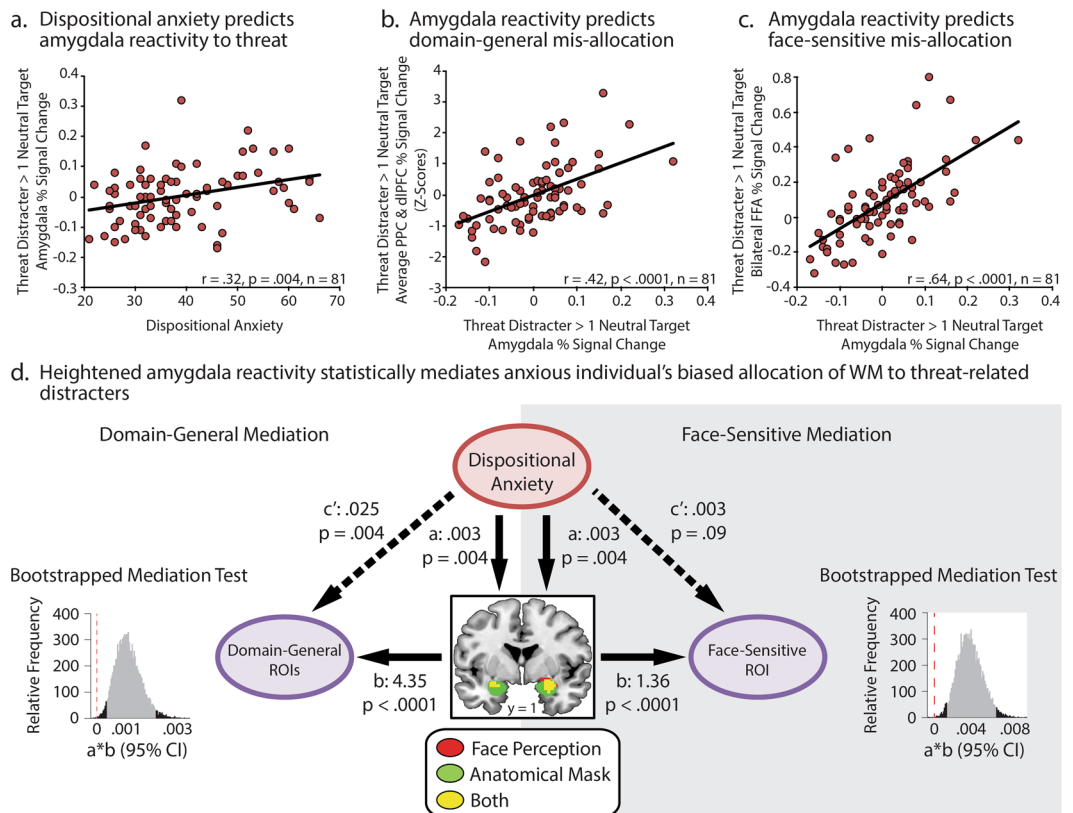 a. Dispositional anxiety predicts
amygdala reactivity to threat
Threat Distracter > 1 Neutral Target
Amygdala % Signal Change
0.4
0.3
0.2
0.1
0
-0.1
-0.2
-0.3
20
30
40
50
60
70
r = .32, p = .004, n = 81
Dispositional Anxiety
b. Amygdala reactivity predicts
domain-general mis-allocation
Threat Distracter > 1 Neutral Target
Average PPC & dlPFC % Signal Change
(Z-Scores)
4
3
2
1
0
-1
-2
-3
-0.2
-0.1
0
0.1
0.2
0.3
0.4
r = .42, p < .0001, n = 81
Threat Distracter > 1 Neutral Target
Amygdala % Signal Change
c. Amygdala reactivity predicts
face-sensitive mis-allocation
Threat Distracter > 1 Neutral Target
Bilateral FFA % Signal Change
0.8
0.6
0.4
0.2
0
-0.2
-0.4
-0.2
-0.1
0
0.1
0.2
0.3
0.4
r = .64, p < .0001, n = 81
Threat Distracter > 1 Neutral Target
Amygdala % Signal Change
d. Heightened amygdala reactivity statistically mediates anxious individual's biased allocation of WM to threat-related
distracters
Domain-General Mediation
Face-Sensitive Mediation
Dispositional
Anxiety
c': .025
p = .004
a: .003
p = .004
a: .003
p = .004
c': .003
p = .09
Bootstrapped Mediation Test
Relative Frequency
400
300
200
100
0
0 .001 .003
a*b (95% CI)
Domain-General
ROIs
b: 4.35
p < .0001
y = 1
b: 1.36
p < .0001
Face-Sensitive
ROI
Bootstrapped Mediation Test
Relative Frequency
400
300
200
100
0
0 .004 .008
a*b (95% CI)
Face Perception
Anatomical Mask
Both